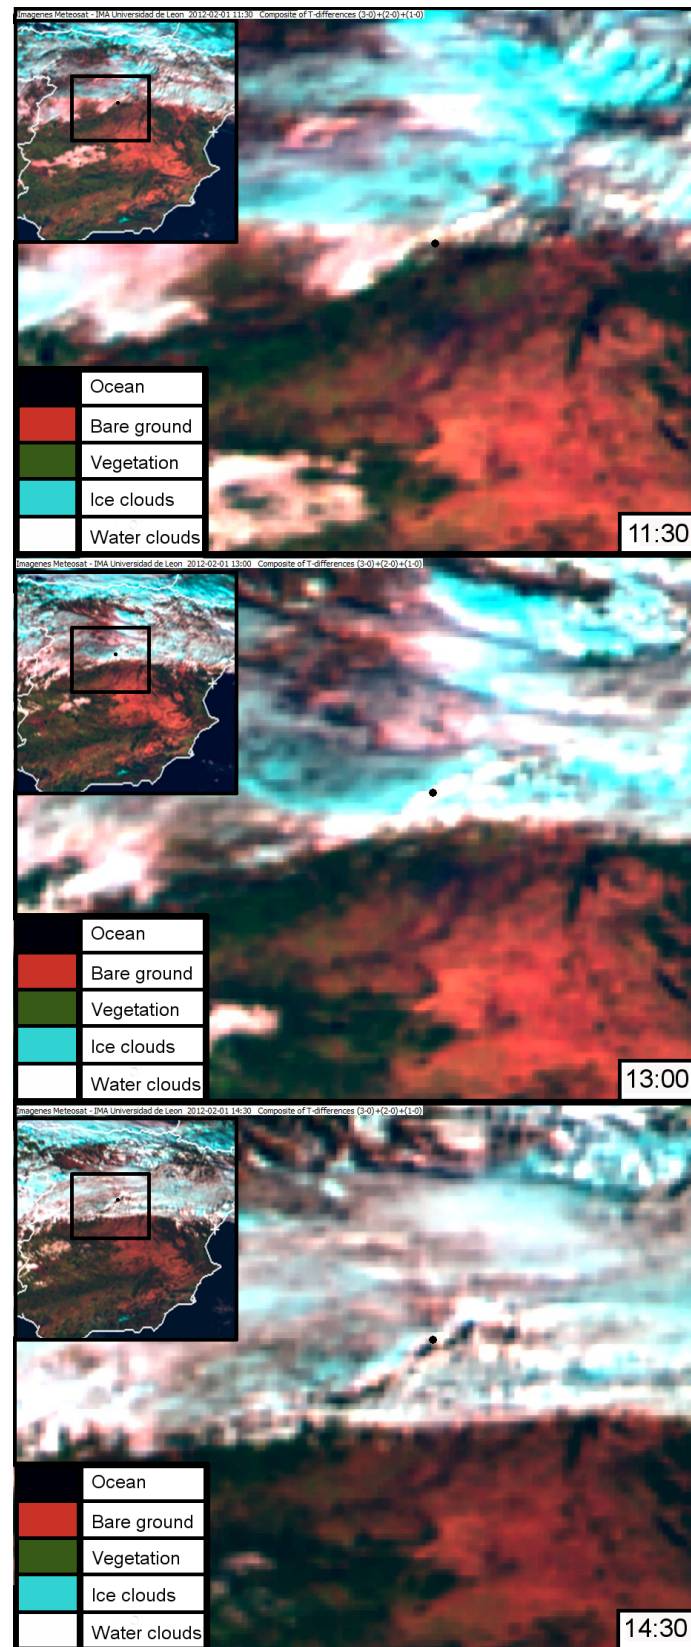 Imagenes Meteosat - IMA Universidad de Leon 2012-02-01 11:30 Composite of T-differences (3-0)+(2-0)+(1-0)
Ocean
Bare ground
Vegetation
Ice clouds
Water clouds
11:30
Imagenes Meteosat - IMA Universidad de Leon 2012-02-01 13:00 Composite of T-differences (3-0)+(2-0)+(1-0)
Ocean
Bare ground
Vegetation
Ice clouds
Water clouds
13:00
Imagenes Meteosat - IMA Universidad de Leon 2012-02-01 14:30 Composite of T-differences (3-0)+(2-0)+(1-0)
Ocean
Bare ground
Vegetation
Ice clouds
Water clouds
14:30